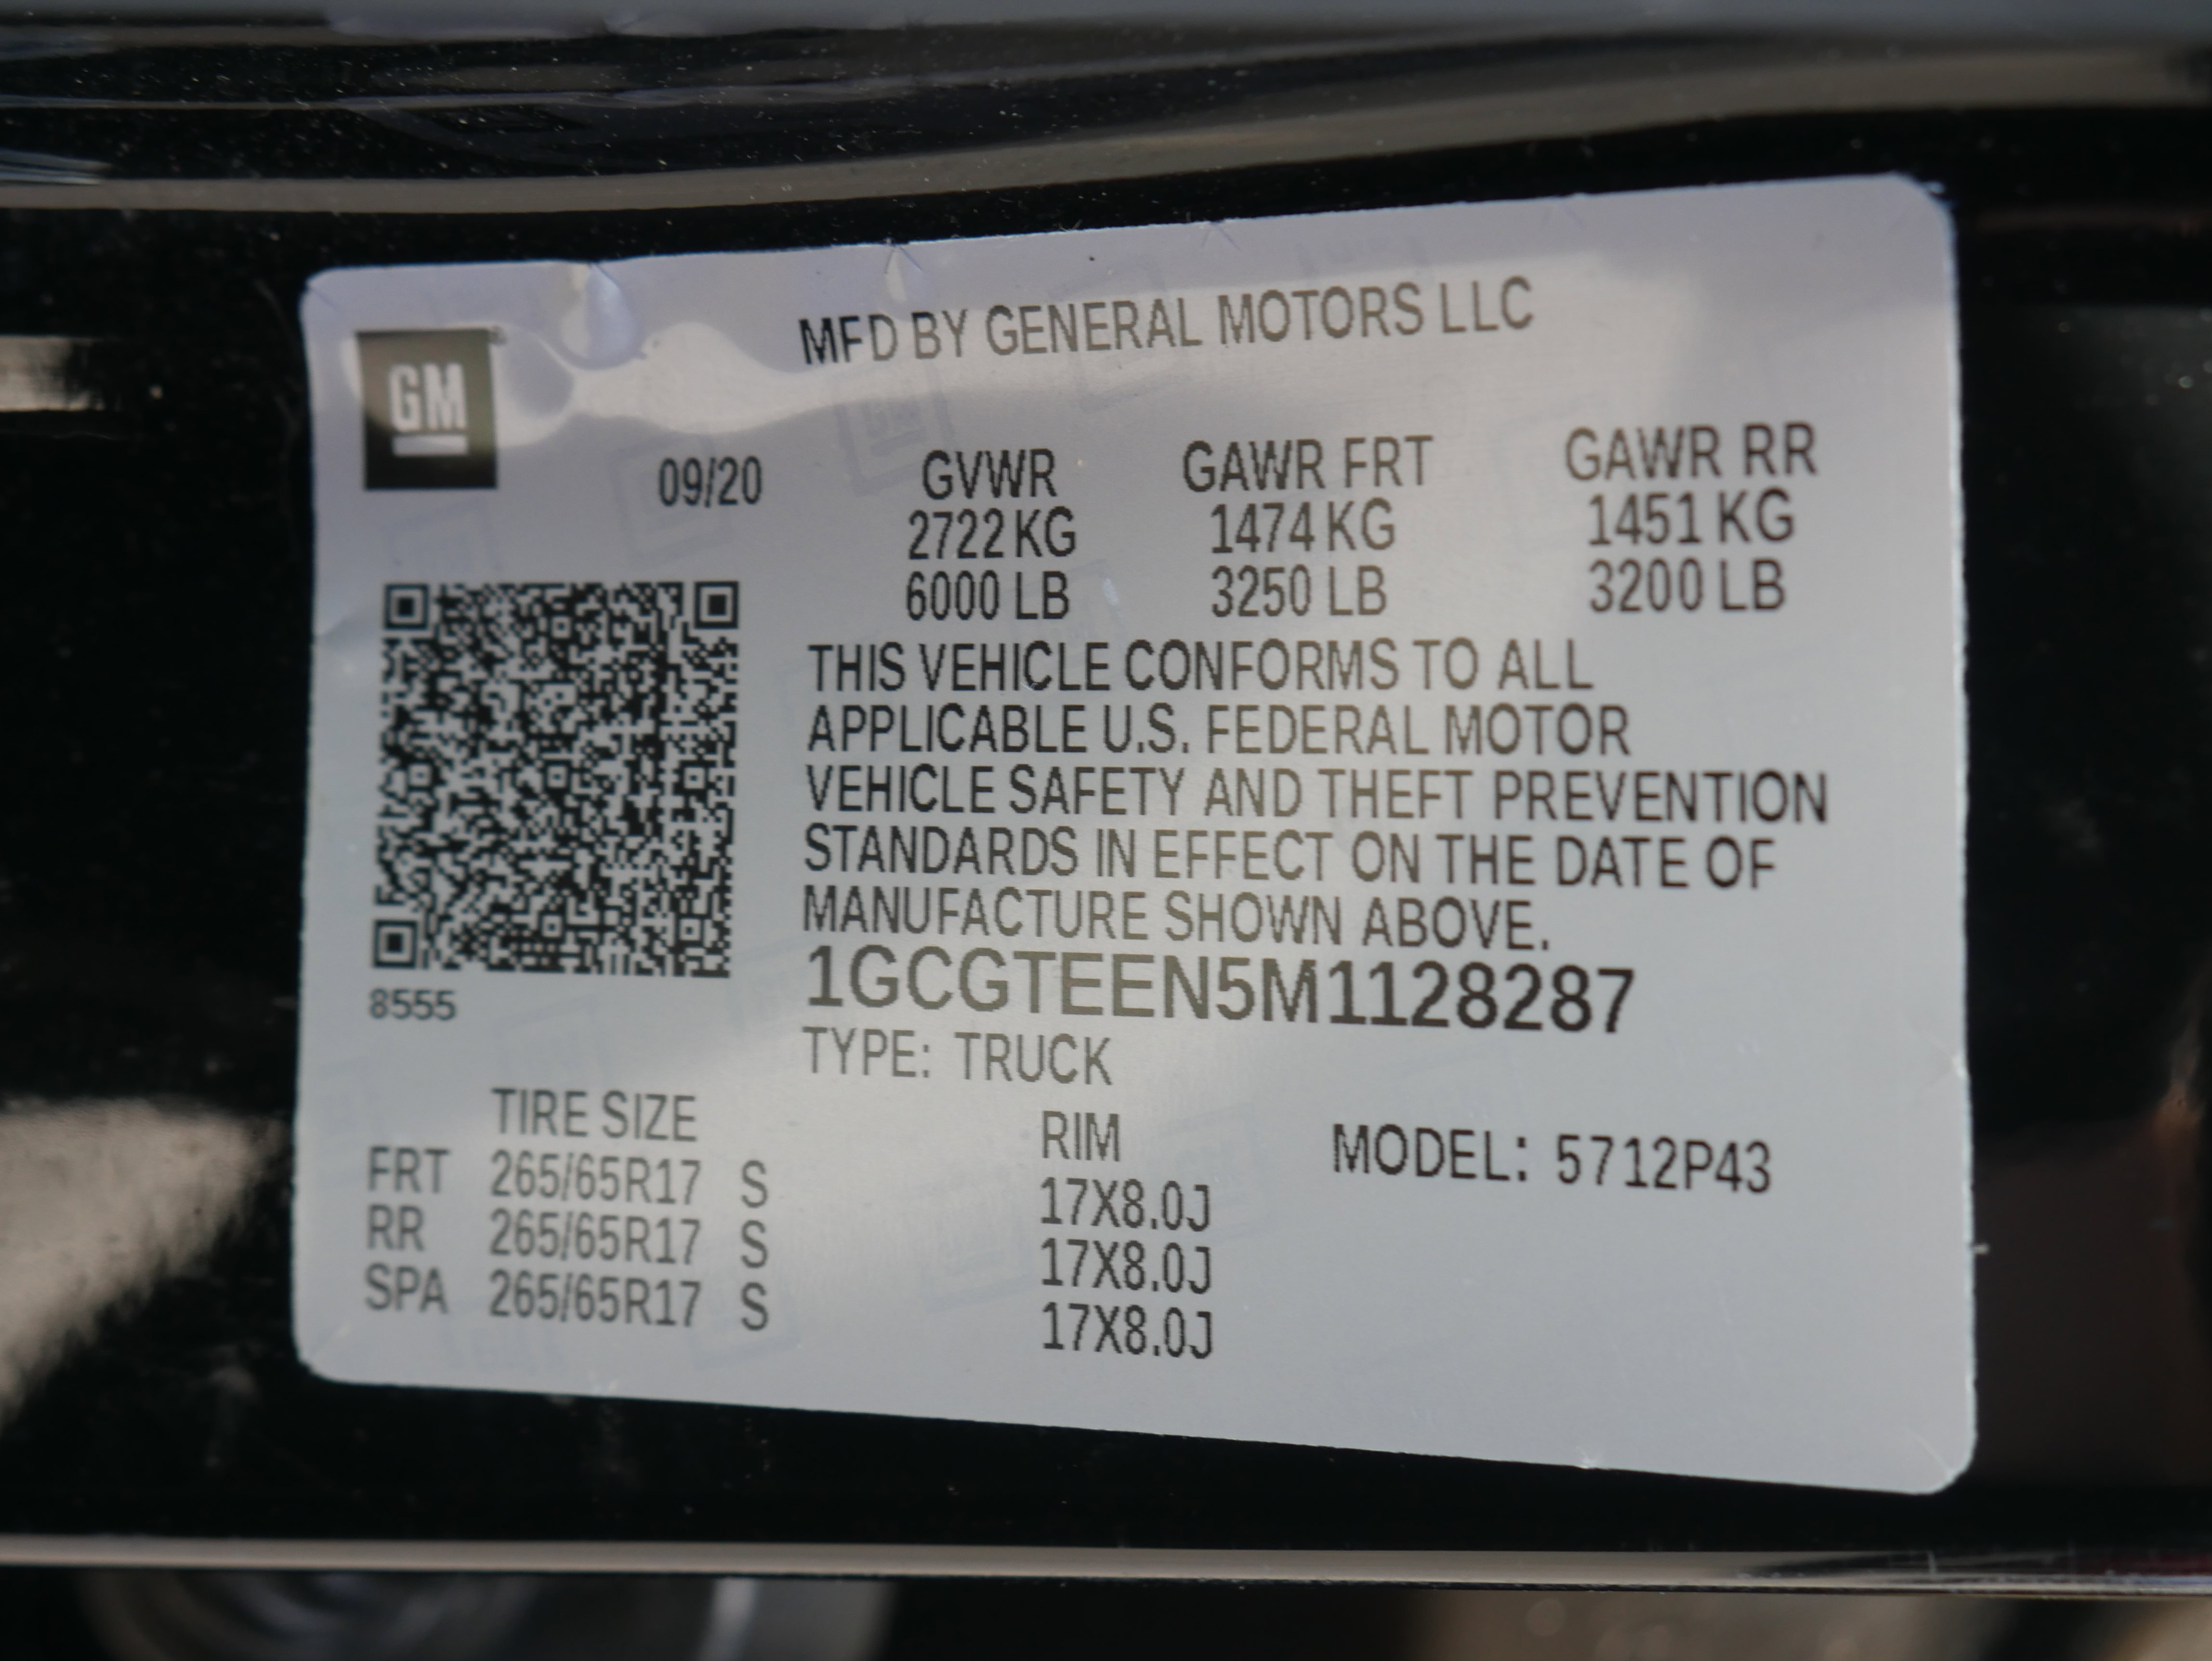 MFD BY GENERAL MOTORS LLC
GM
09/20 GVWR GAWR FRT GAWR RR
2722 KG 1474 KG 1451 KG
6000 LB 3250 LB 3200 LB
THIS VEHICLE CONFORMS TO ALL
APPLICABLE U.S. FEDERAL MOTOR
VEHICLE SAFETY AND THEFT PREVENTION
STANDARDS IN EFFECT ON THE DATE OF
MANUFACTURE SHOWN ABOVE.
1GCGTEEN5M1128287
8555
TYPE: TRUCK
TIRE SIZE RIM MODEL: 5712P43
FRT 265/65R17 S 17X8.0J
RR 265/65R17 S 17X8.0J
SPA 265/65R17 S 17X8.0J